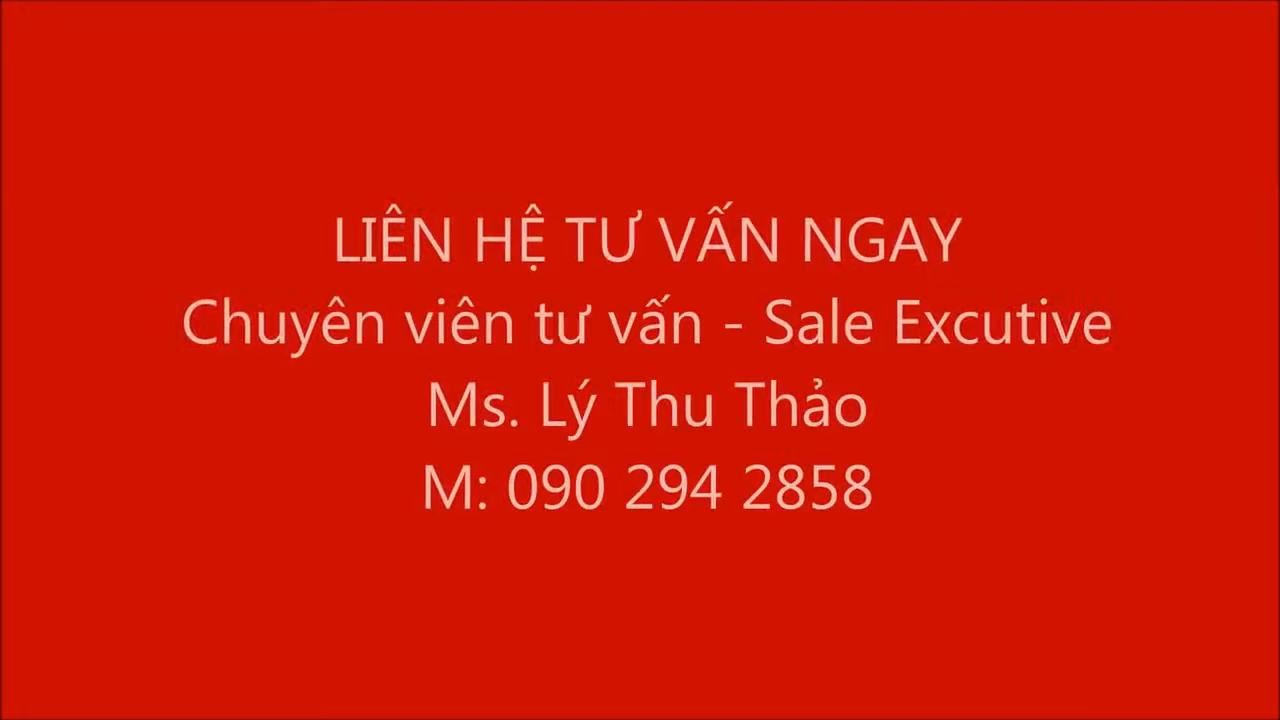 LIÊN HỆ TƯ VẤN NGAY
Chuyên viên tư vấn - Sale Excutive
Ms. Lý Thu Thảo
M: 090 294 2858